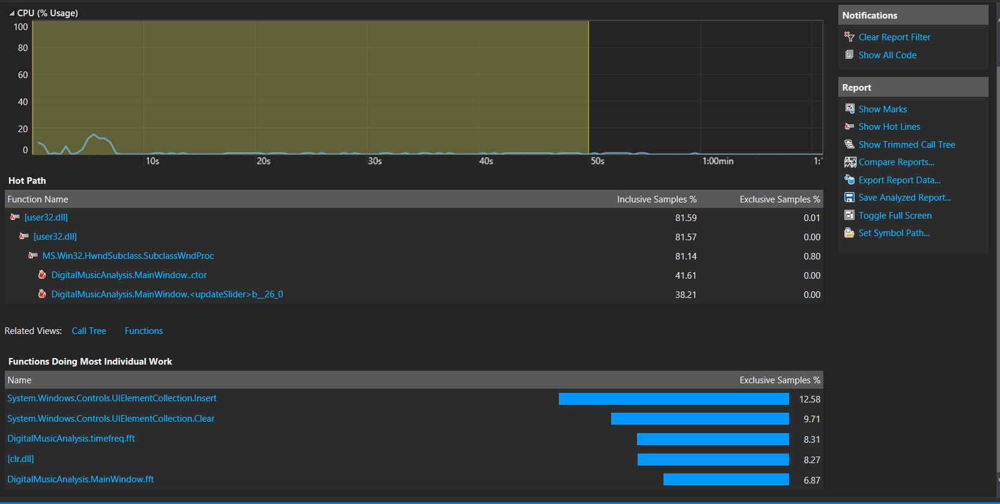 CPU (% Usage)
100
80
60
40
20
0
10s
20s
30s
40s
50s
1:00min
Hot Path
Function Name Inclusive Samples % Exclusive Samples %
[user32.dll] 81.59 0.01
[user32.dll] 81.57 0.00
MS.Win32.HwndSubclass.SubclassWndProc 81.14 0.80
DigitalMusicAnalysis.MainWindow..ctor 41.61 0.00
DigitalMusicAnalysis.MainWindow.<updateSlider>b__26_0 38.21 0.00
Related Views: Call Tree Functions
Functions Doing Most Individual Work
Name Exclusive Samples %
System.Windows.Controls.UIElementCollection.Insert 12.58
System.Windows.Controls.UIElementCollection.Clear 9.71
DigitalMusicAnalysis.timefreq.fft 8.31
[clr.dll] 8.27
DigitalMusicAnalysis.MainWindow.fft 6.87
Notifications
Clear Report Filter
Show All Code
Report
Show Marks
Show Hot Lines
Show Trimmed Call Tree
Compare Reports...
Export Report Data...
Save Analyzed Report...
Toggle Full Screen
Set Symbol Path...